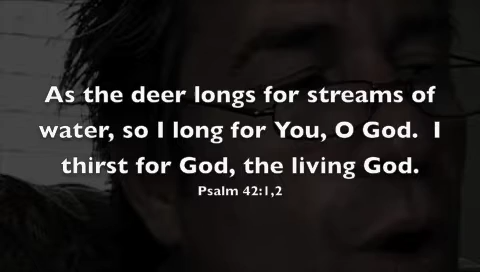 As the deer longs for streams of
water, so I long for You, O God. I
thirst for God, the living God.
Psalm 42:1,2